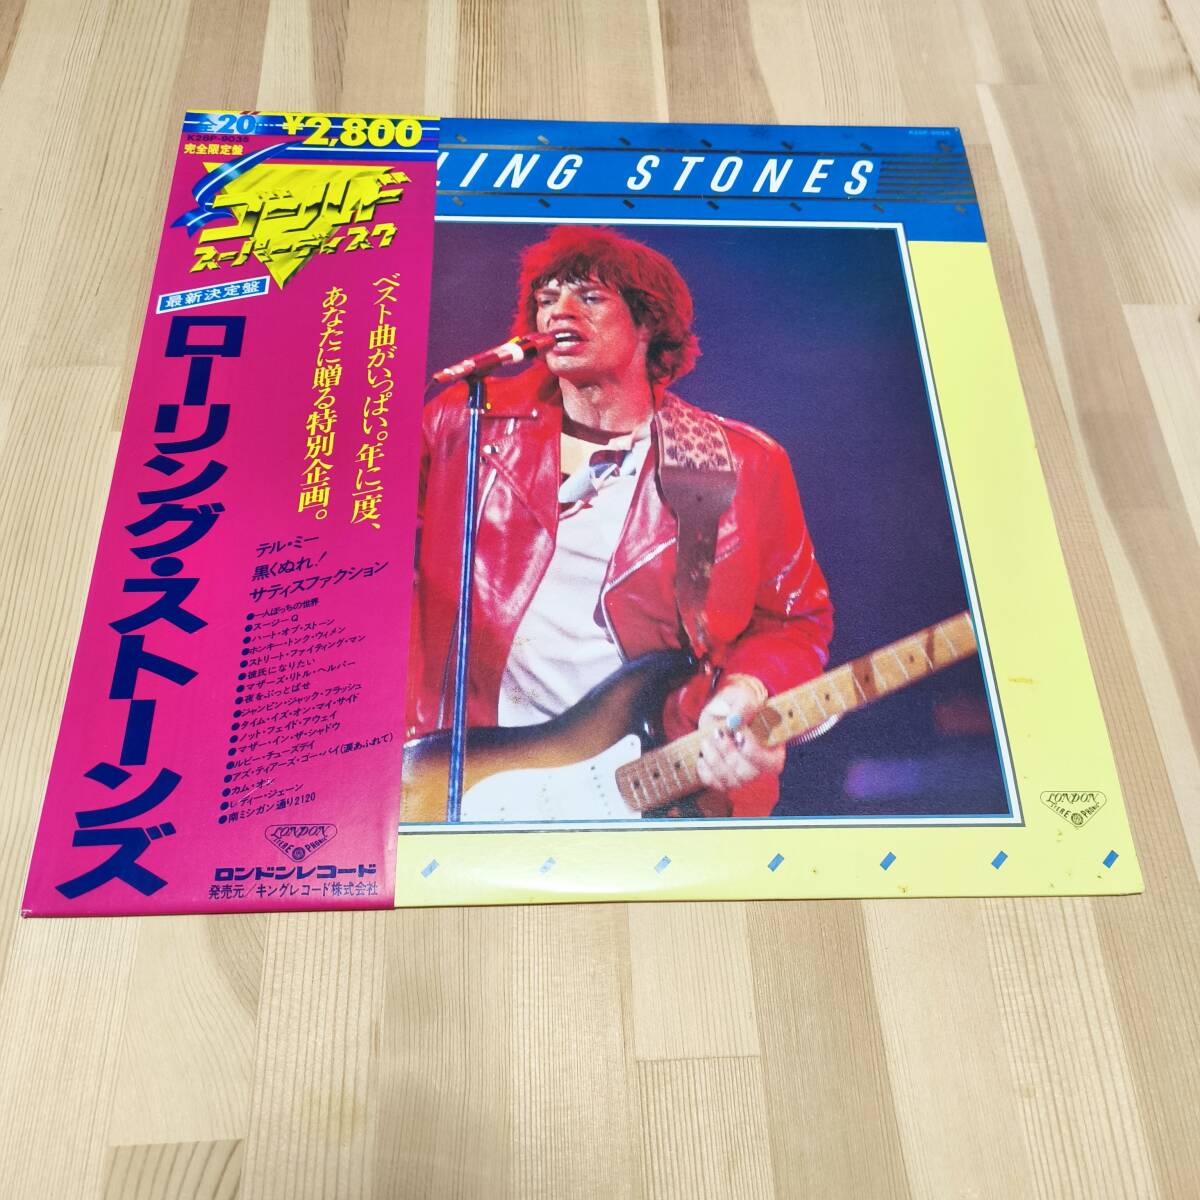 全20
¥2,800
K28P-9035
完全限定盤
ゴールド
スーパーディスク
最新決定盤
ローリング・ストーンズ
ベスト曲がいっぱい。年に一度、
あなたに贈る特別企画。
テル・ミー
黒くぬれ!
サティスファクション
●一人ぼっちの世界
●スージーQ
●ハート・オブ・ストーン
●ホンキー・トンク・ウィメン
●ストリート・ファイティング・マン
●彼氏になりたい
●マザーズ・リトル・ヘルパー
●夜をぶっとばせ
●ジャンピン・ジャック・フラッシュ
●タイム・イズ・オン・マイ・サイド
●ノット・フェイド・アウェイ
●マザー・イン・ザ・シャドウ
●ルビー・チューズデイ
●アズ・ティアーズ・ゴー・バイ(涙あふれて)
●カム・オン
●レディー・ジェーン
●南ミシガン通り2120
LONDON
STEREO PHONIC
ロンドンレコード
発売元/キングレコード株式会社
K28P-9035
LING STONES
LONDON
STEREO PHONIC